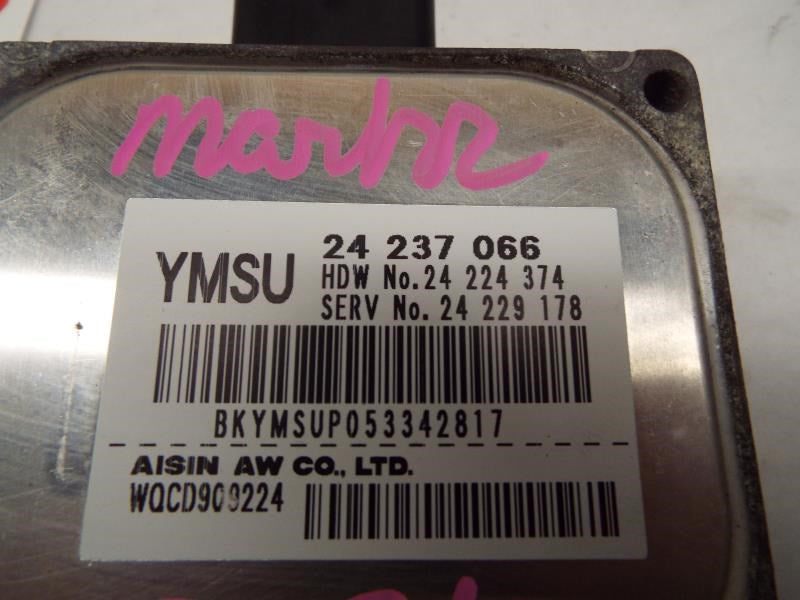 YMSU
24 237 066
HDW No.24 224 374
SERV No. 24 229 178
BKYMSUP053342817
AISIN AW CO., LTD.
WQCD909224